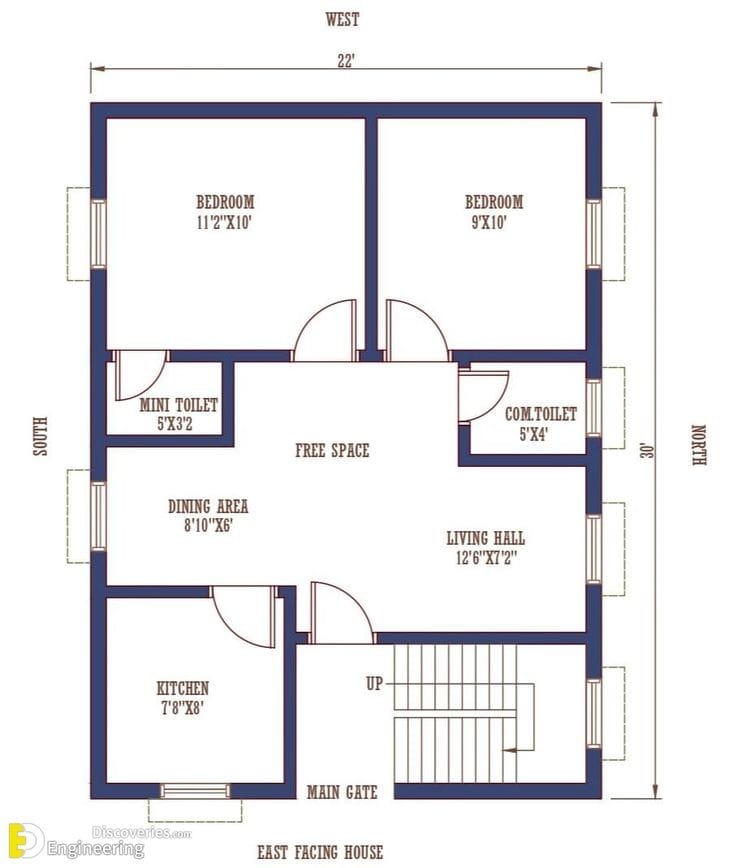 WEST
22'
BEDROOM
11'2"X10'
BEDROOM
9'X10'
MINI TOILET
5'X3'2
COM.TOILET
5'X4'
SOUTH
FREE SPACE
30'
NORTH
DINING AREA
8'10"X6'
LIVING HALL
12'6"X7'2"
KITCHEN
7'8"X8'
UP
MAIN GATE
ED
Discoveries.com
Engineering
EAST FACING HOUSE